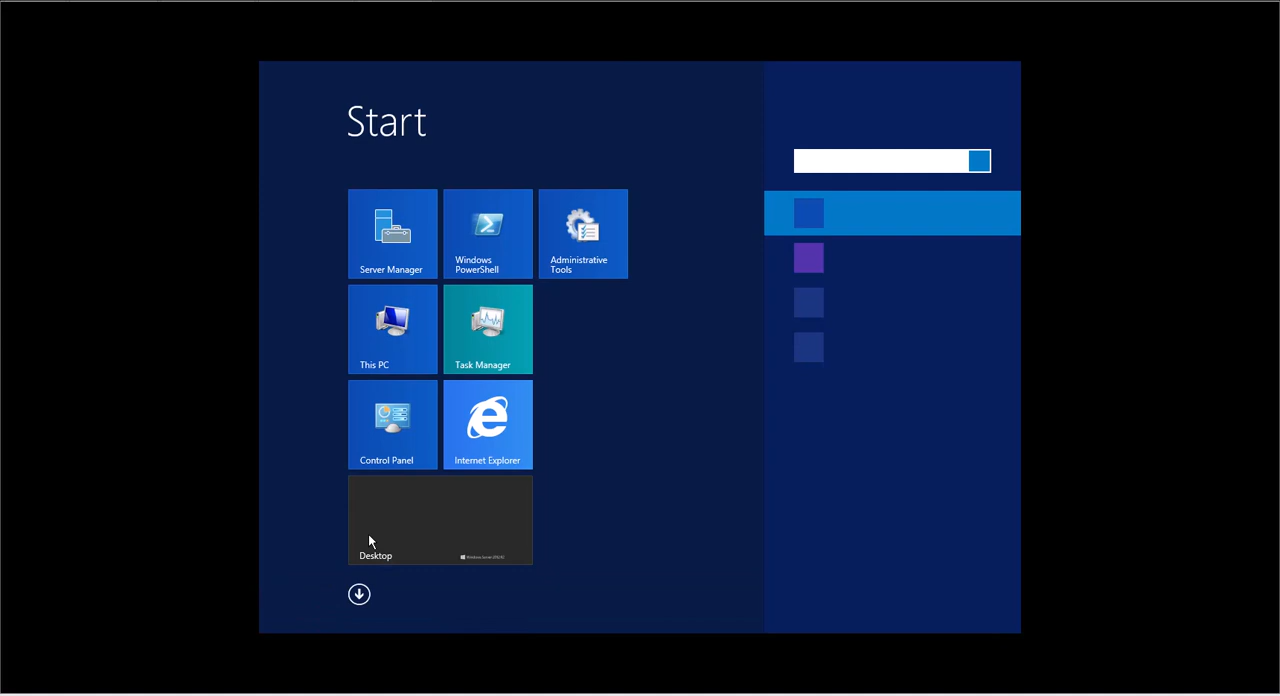 Start
Server Manager
Windows
PowerShell
Administrative
Tools
This PC
Task Manager
Control Panel
Internet Explorer
Desktop